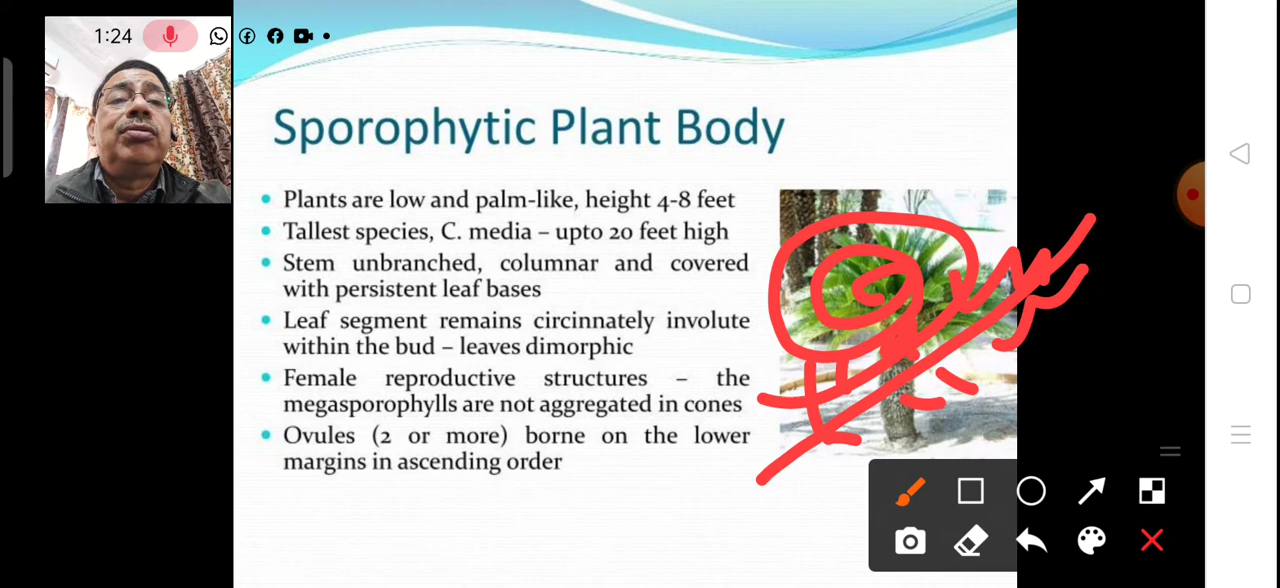 1:24
Sporophytic Plant Body
• Plants are low and palm-like, height 4-8 feet
• Tallest species, C. media – upto 20 feet high
• Stem unbranched, columnar and covered
with persistent leaf bases
• Leaf segment remains circinnately involute
within the bud – leaves dimorphic
• Female reproductive structures – the
megasporophylls are not aggregated in cones
• Ovules (2 or more) borne on the lower
margins in ascending order